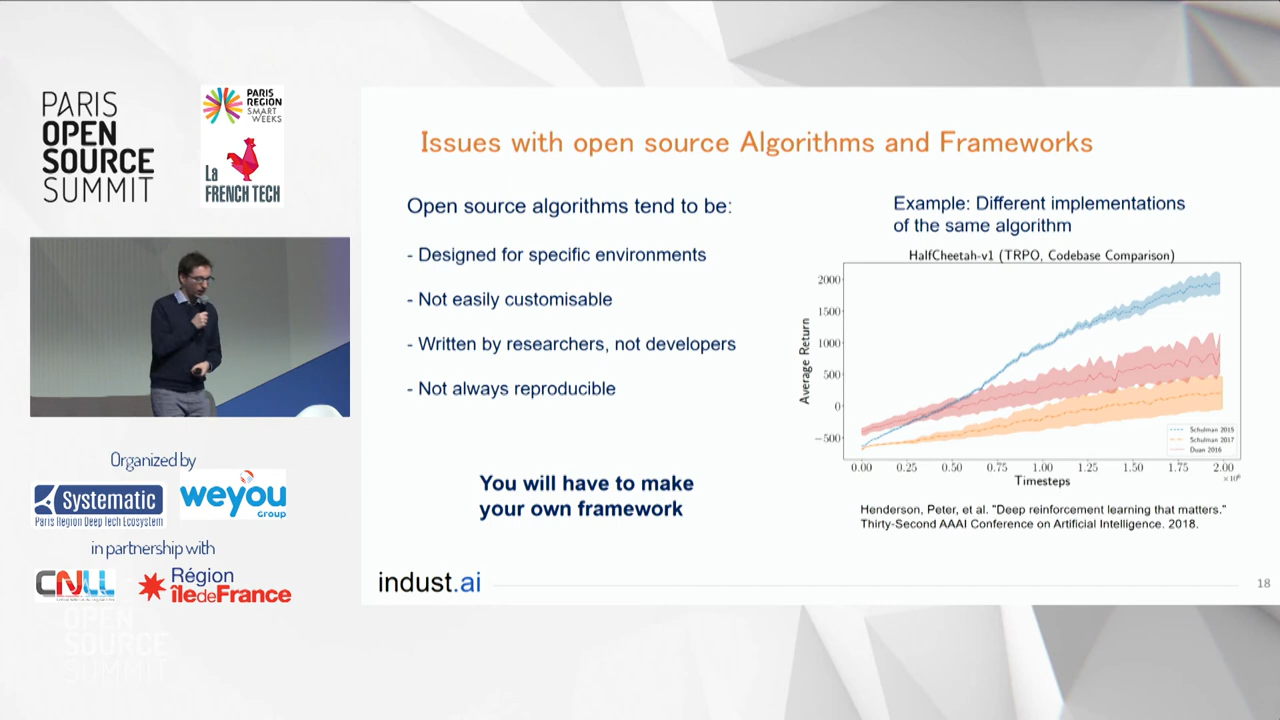 PARIS
OPEN
SOURCE
SUMMIT
PARIS
REGION
SMART
WEEKS
La
FRENCH TECH
Organized by
Systematic
Paris Region Deep Tech Ecosystem
weyou
Group
in partnership with
CNLL
Région
îledeFrance
OPEN
SOURCE
SUMMIT
Issues with open source Algorithms and Frameworks
Open source algorithms tend to be:
- Designed for specific environments
- Not easily customisable
- Written by researchers, not developers
- Not always reproducible
You will have to make
your own framework
Example: Different implementations
of the same algorithm
HalfCheetah-v1 (TRPO, Codebase Comparison)
Average Return
2000
1500
1000
500
0
−500
Schulman 2015
Schulman 2017
Duan 2016
0.00 0.25 0.50 0.75 1.00 1.25 1.50 1.75 2.00
×10⁶
Timesteps
Henderson, Peter, et al. "Deep reinforcement learning that matters."
Thirty-Second AAAI Conference on Artificial Intelligence. 2018.
indust.ai
18